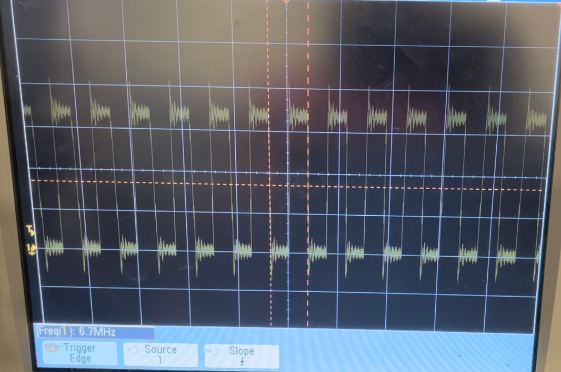 Freq(1): 6.7MHz
Trigger
Edge
Source
1
Slope